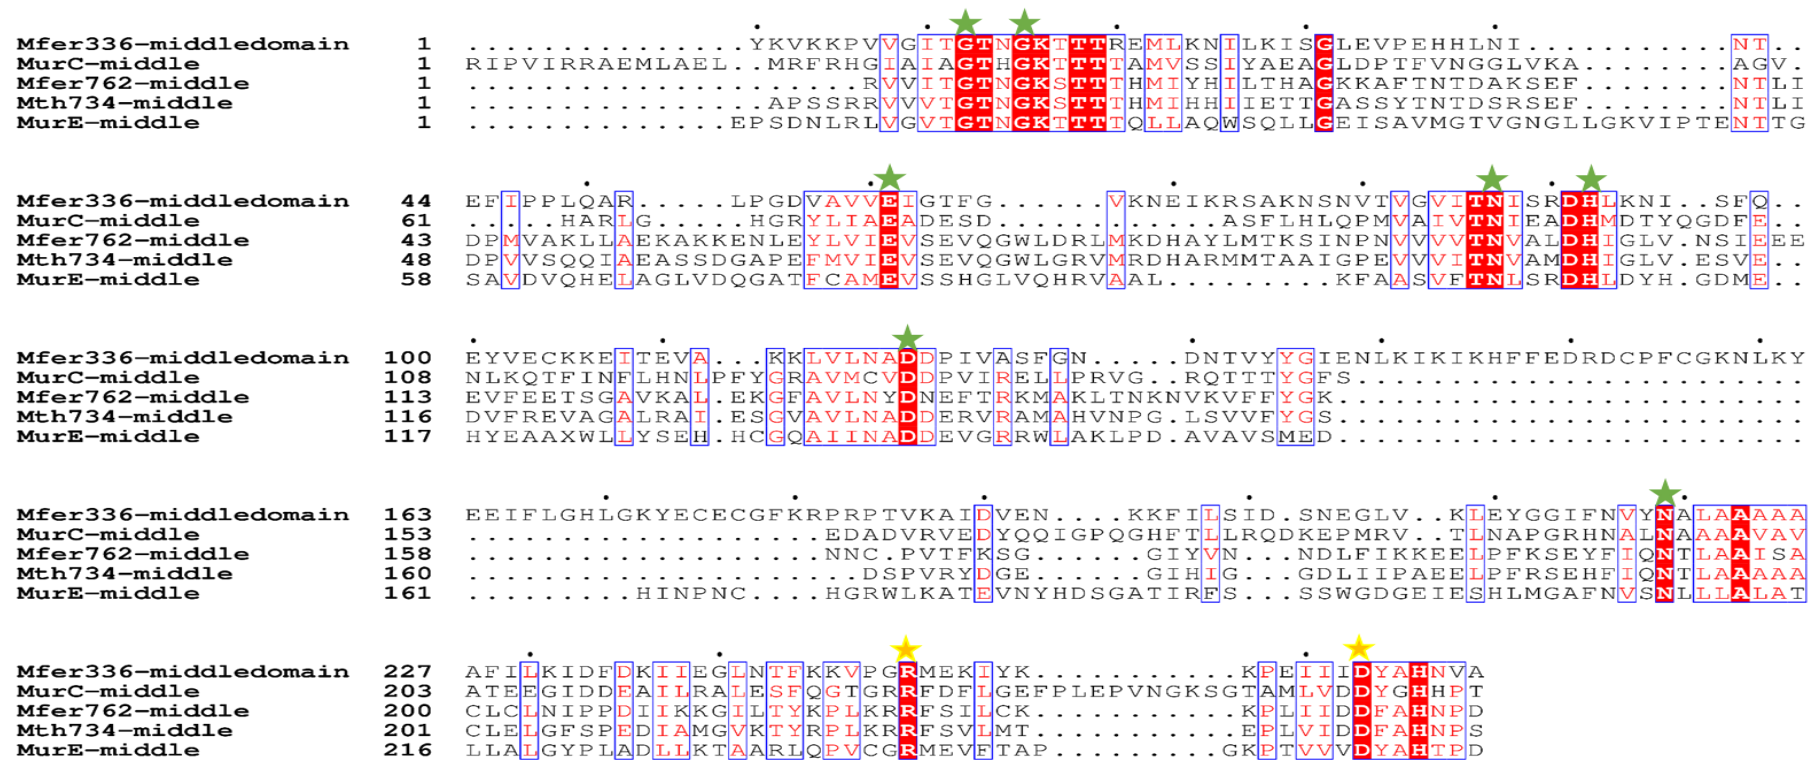 Mfer336-middledomain 1 ..............YKVKKPVVGITGTNGKTTTREMLKNILKISGLEVPEHHLNI.........NT..
MurC-middle 1 RIPVIRRAEMLAEL..MRFRHGIAIAGTHGKTTTTAMVSSIYAEAGLDPTFVNGGLVKA........AGV.
Mfer762-middle 1 .....................RVVITGTNGKSTTTHMIYHILTHAGKKAFTNTDAKSEF........NTLI
Mth734-middle 1 ................APSSRRVVVTGTNGKSTTTHMIHHIIETTGASSYTNTDSRSEF........NTLI
MurE-middle 1 ..............EPSDNLRLVGVTGTNGKTTTTQLLAQWSQLLGEISAVMGTVGNGLLGKVIPTENTTG
Mfer336-middledomain 44 EFIPPLQAR.....LPGDVAVVEIGTFG......VKNEIKRSAKNSNVTVGVITNISRDHLKNI..SFQ..
MurC-middle 61 .....HARLG.....HGRYLIAEADESD............ASFLHLQPMVAIVTNIEADHMDTYQGDFE..
Mfer762-middle 43 DPMVAKLLAEKAKKENLEYLVIEVSEVQGWLDRLMKDHAYLMTKSINPNVVVVTNVALDHIGLV.NSIEEE
Mth734-middle 48 DPVVSQQIAEASSDGAPEFMVIEVSEVQGWLGRVMRDHARMMTAAIGPEVVVITNVAMDHIGLV.ESVE..
MurE-middle 58 SAVDVQHELAGLVDQGATFCAMEVSSHGLVQHRVAAL.........KFAASVFTNLSRDHLDYH.GDME..
Mfer336-middledomain 100 EYVECKKEITEVA...KKLVLNADDPIVASFGN.....DNTVYYGIENLKIKIKHFFEDRDCPFCGKNLKY
MurC-middle 108 NLKQTFINFLHNLPFYGRAVMCVDDPVIRELLPRVG..RQTTTYGFS........................
Mfer762-middle 113 EVFEETSGAVKAL.EKGFAVLNYDNEFTRKMAKLTNKNVKVFFYGK.........................
Mth734-middle 116 DVFREVAGALRAI.ESGVAVLNADDERVRAMAHVNPG.LSVVFYGS.........................
MurE-middle 117 HYEAAXWLLYSEH.HCGQAIINADDEVGRRWLAKLPD.AVAVSMED.........................
Mfer336-middledomain 163 EEIFLGHLGKYECECGFKRPRPTVKAIDVEN....KKFILSID.SNEGLV..KLEYGGIFNVYNALAAAAA
MurC-middle 153 ...................EDADVRVEDYQQIGPQGHFTLLRQDKEPMRV..TLNAPGRHNALNAAAAVAV
Mfer762-middle 158 ...................NNC.PVTFKSG......GIYVN...NDLFIKKEELPFKSEYFIQNTLAAISA
Mth734-middle 160 .....................DSPVRYDGE......GIHIG...GDLIIPAEELPFRSEHFIQNTLAAAAA
MurE-middle 161 .........HINPNC....HGRWLKATEVNYHDSGATIRFS...SSWGDGEIESHLMGAFNVSNLLLALAT
Mfer336-middledomain 227 AFILKIDFDKIIEGLNTFKKVPGRMEKIYK...........KPEIIIDYAHNVA
MurC-middle 203 ATEEGIDDEAILRALESFQGTGRRFDFLGEFPLEPVNGKSGTAMLVDDYGHHPT
Mfer762-middle 200 CLCLNIPPDIIKKGILTYKPLKRRFSILCK...........KPLIIDDFAHNPD
Mth734-middle 201 CLELGFSPEDIAMGVKTYRPLKRRFSVLMT...........EPLVIDDFAHNPS
MurE-middle 216 LLALGYPLADLLKTAARLQPVCGRMEVFTAP..........GKPTVVVDYAHTPD